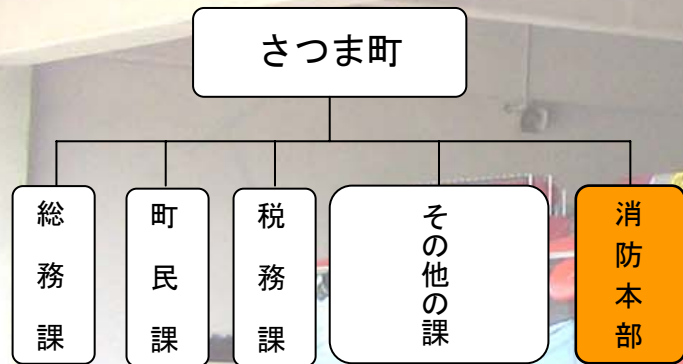 さつま町
総務課
町民課
税務課
その他の課
消防本部